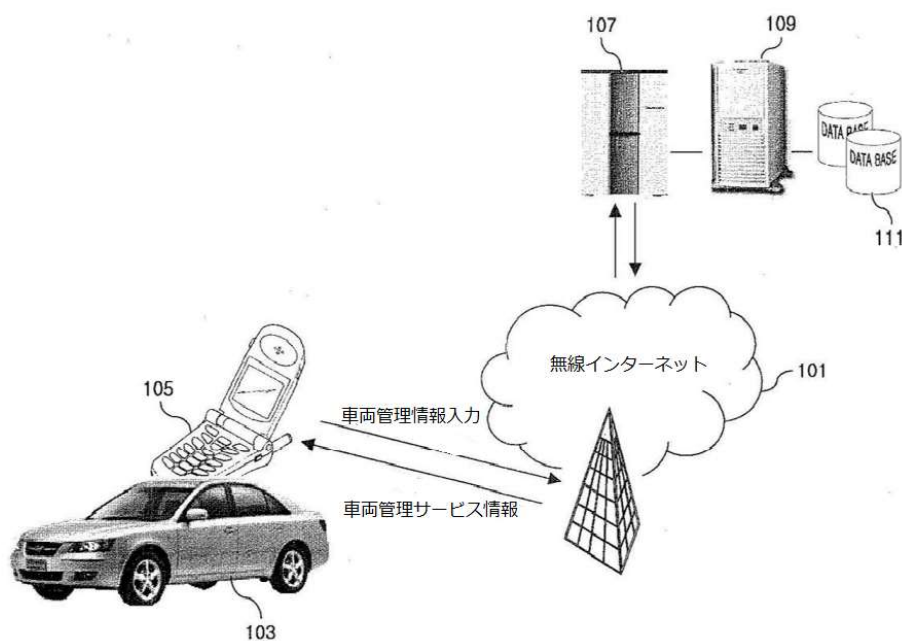 107
109
DATA BASE
DATA BASE
111
無線インターネット
101
105
車両管理情報入力
車両管理サービス情報
103